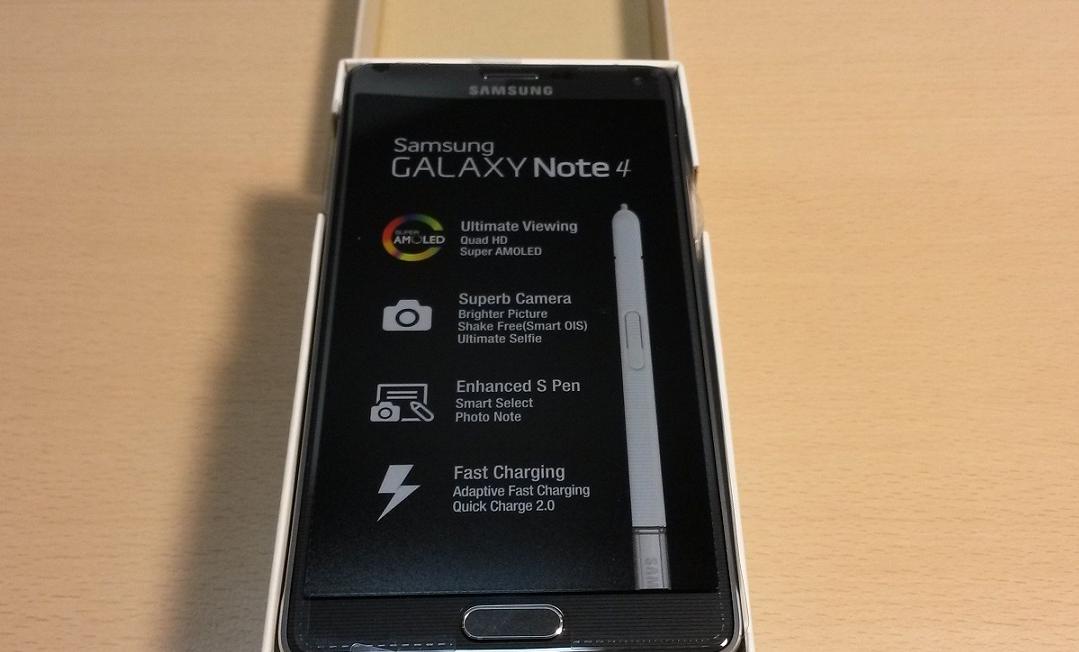 SAMSUNG
Samsung
GALAXY Note 4
SUPER
AMOLED
Ultimate Viewing
Quad HD
Super AMOLED
Superb Camera
Brighter Picture
Shake Free(Smart OIS)
Ultimate Selfie
Enhanced S Pen
Smart Select
Photo Note
Fast Charging
Adaptive Fast Charging
Quick Charge 2.0
SAM